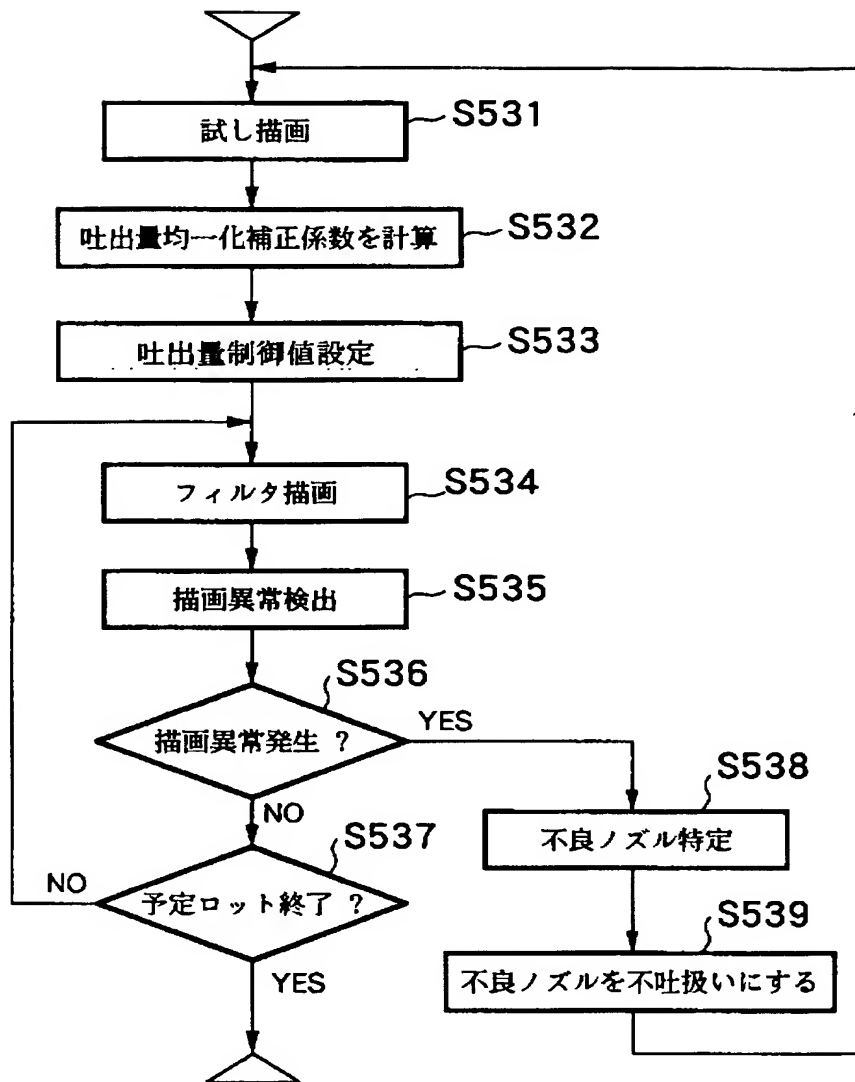 試し描画
S531
吐出量均一化補正係数を計算
S532
吐出量制御値設定
S533
フィルタ描画
S534
描画異常検出
S535
S536
描画異常発生 ?
YES
NO
S537
予定ロット終了 ?
NO
YES
S538
不良ノズル特定
S539
不良ノズルを不吐扱いにする